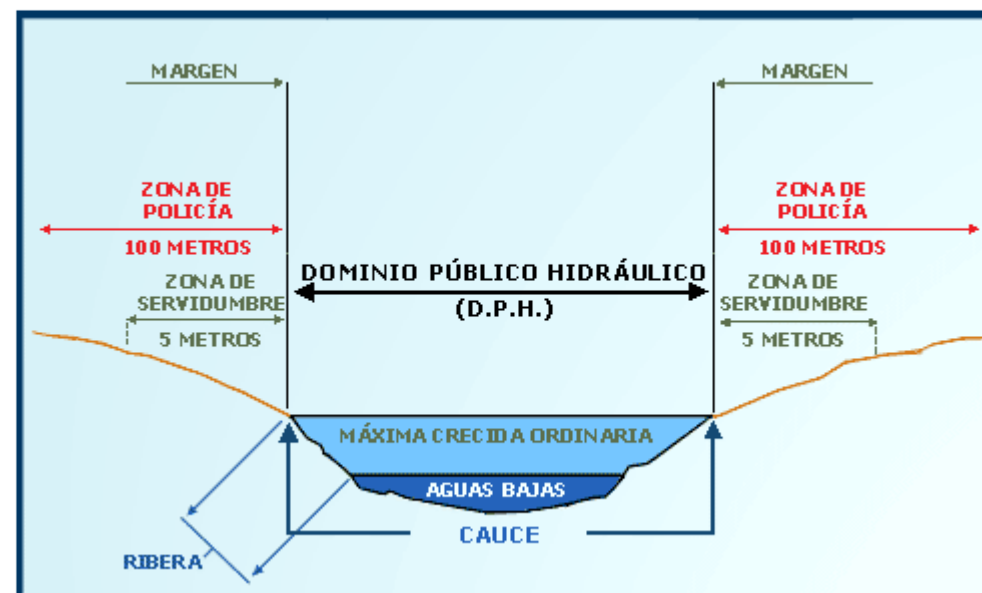 MARGEN
MARGEN
ZONA DE
POLICÍA
100 METROS
ZONA DE
POLICÍA
100 METROS
ZONA DE
SERVIDUMBRE
5 METROS
DOMINIO PÚBLICO HIDRÁULICO
(D.P.H.)
ZONA DE
SERVIDUMBRE
5 METROS
MÁXIMA CRECIDA ORDINARIA
AGUAS BAJAS
CAUCE
RIBERA